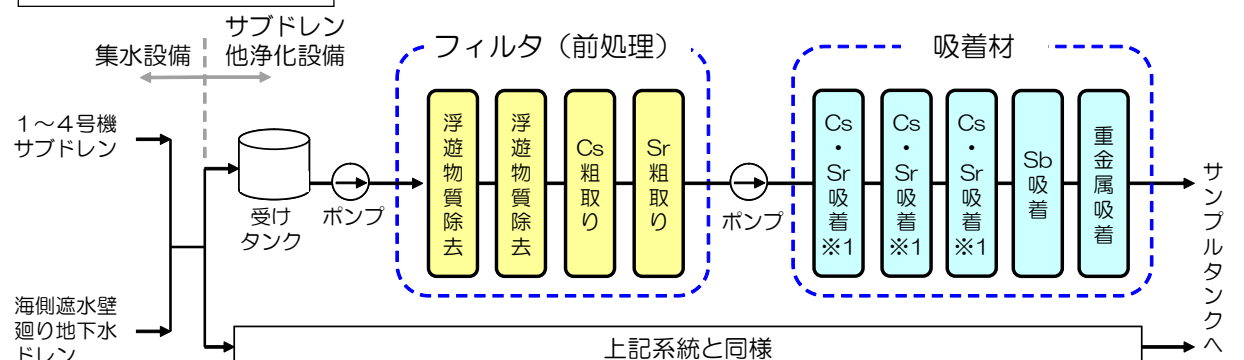 集水設備
サブドレン
他浄化設備
フィルタ（前処理）
吸着材
1～4号機
サブドレン
受け
タンク
ポンプ
浮遊物質除去
浮遊物質除去
Cs粗取り
Sr粗取り
ポンプ
Cs・Sr吸着※1
Cs・Sr吸着※1
Cs・Sr吸着※1
Sb吸着
重金属吸着
サンプルタンクへ
海側遮水壁
廻り地下水
ドレン
上記系統と同様